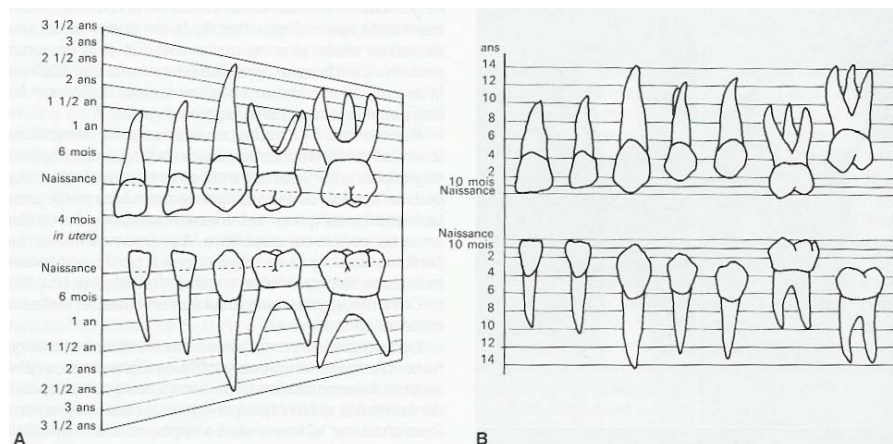 3 1/2 ans
3 ans
2 1/2 ans
2 ans
1 1/2 an
1 an
6 mois
Naissance
4 mois
in utero
Naissance
6 mois
1 an
1 1/2 ans
2 ans
2 1/2 ans
3 ans
3 1/2 ans
A
ans
14
12
10
8
6
4
2
10 mois
Naissance
Naissance
10 mois
2
4
6
8
10
12
14
B